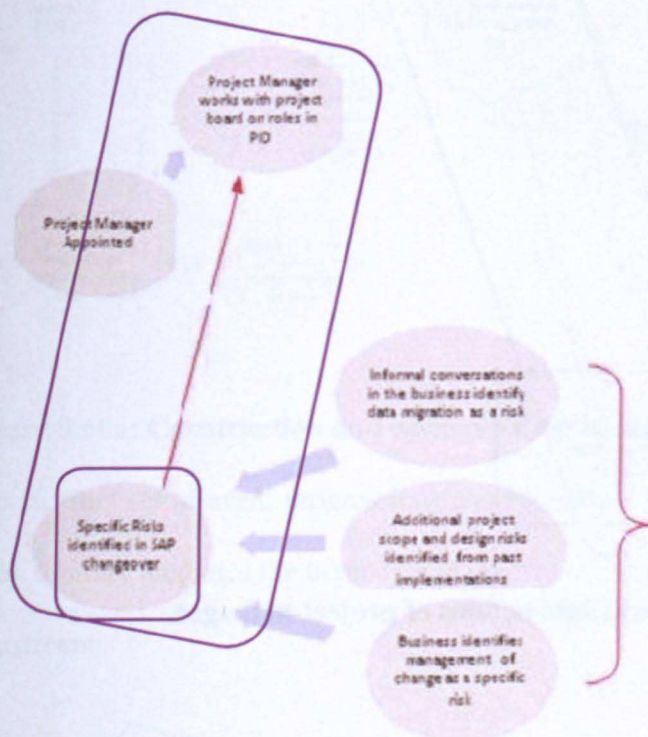 Project Manager
works with project
board on roles in
PID
Project Manager
Appointed
Informal conversations
in the business identify
data migration as a risk
Specific Risks
identified in SAP
changeover
Additional project
scope and design risks
identified from past
implementations
Business identifies
management of
change as a specific
risk